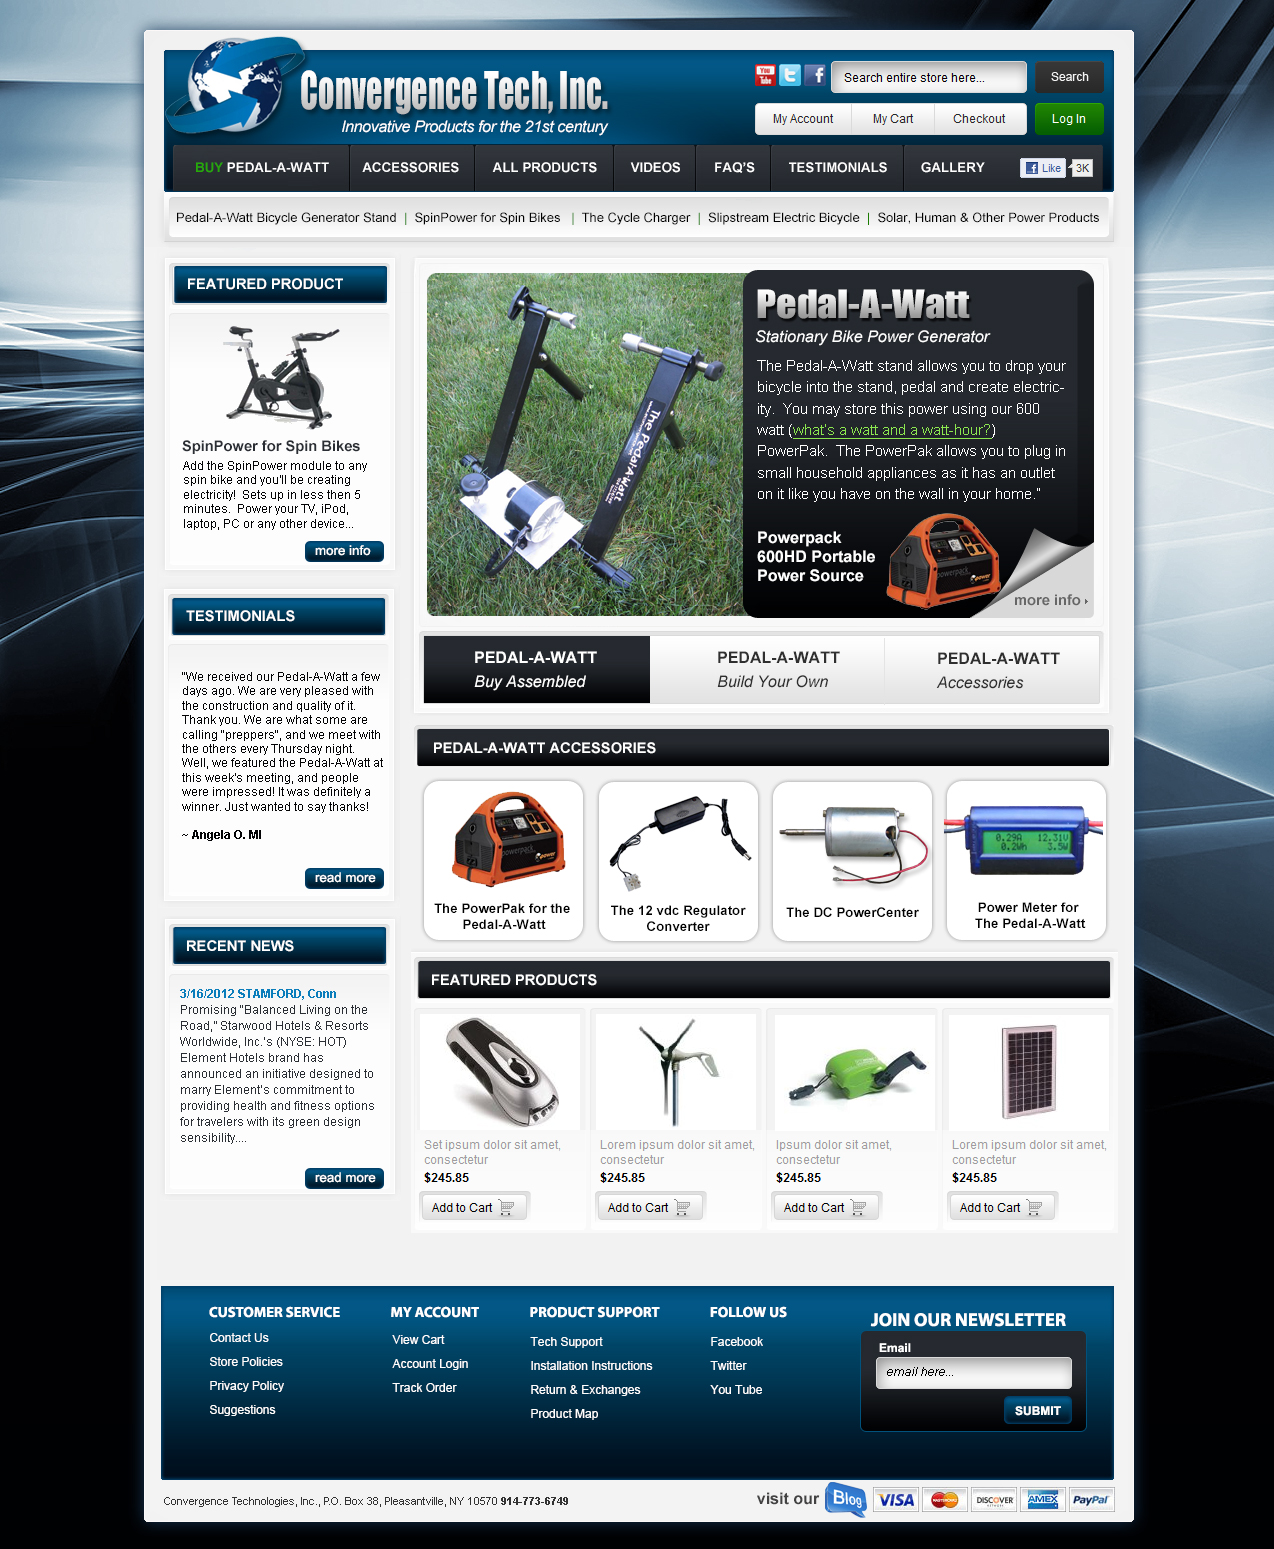 Convergence Tech, Inc.
Innovative Products for the 21st century
You Tube
Search entire store here...
Search
My Account
My Cart
Checkout
Log In
BUY PEDAL-A-WATT
ACCESSORIES
ALL PRODUCTS
VIDEOS
FAQ'S
TESTIMONIALS
GALLERY
Like
3K
Pedal-A-Watt Bicycle Generator Stand | SpinPower for Spin Bikes | The Cycle Charger | Slipstream Electric Bicycle | Solar, Human & Other Power Products
FEATURED PRODUCT
SpinPower for Spin Bikes
Add the SpinPower module to any
spin bike and you'll be creating
electricity! Sets up in less then 5
minutes. Power your TV, iPod,
laptop, PC or any other device...
more info
TESTIMONIALS
"We received our Pedal-A-Watt a few
days ago. We are very pleased with
the construction and quality of it.
Thank you. We are what some are
calling "preppers", and we meet with
the others every Thursday night.
Well, we featured the Pedal-A-Watt at
this week's meeting, and people
were impressed! It was definitely a
winner. Just wanted to say thanks!
~ Angela O. MI
read more
RECENT NEWS
3/16/2012 STAMFORD, Conn
Promising "Balanced Living on the
Road," Starwood Hotels & Resorts
Worldwide, Inc.'s (NYSE: HOT)
Element Hotels brand has
announced an initiative designed to
marry Element's commitment to
providing health and fitness options
for travelers with its green design
sensibility....
read more
The Pedal-A-Watt
Pedal-A-Watt
Stationary Bike Power Generator
The Pedal-A-Watt stand allows you to drop your
bicycle into the stand, pedal and create electric-
ity. You may store this power using our 600
watt (what's a watt and a watt-hour?)
PowerPak. The PowerPak allows you to plug in
small household appliances as it has an outlet
on it like you have on the wall in your home."
Powerpack
600HD Portable
Power Source
powerpack
more info
PEDAL-A-WATT
Buy Assembled
PEDAL-A-WATT
Build Your Own
PEDAL-A-WATT
Accessories
PEDAL-A-WATT ACCESSORIES
powerpack
The PowerPak for the
Pedal-A-Watt
The 12 vdc Regulator
Converter
The DC PowerCenter
0.29A 12.31V
0.2Wh 3.5W
Power Meter for
The Pedal-A-Watt
FEATURED PRODUCTS
Set ipsum dolor sit amet,
consectetur
$245.85
Add to Cart
Lorem ipsum dolor sit amet,
consectetur
$245.85
Add to Cart
Ipsum dolor sit amet,
consectetur
$245.85
Add to Cart
Lorem ipsum dolor sit amet,
consectetur
$245.85
Add to Cart
CUSTOMER SERVICE
Contact Us
Store Policies
Privacy Policy
Suggestions
MY ACCOUNT
View Cart
Account Login
Track Order
PRODUCT SUPPORT
Tech Support
Installation Instructions
Return & Exchanges
Product Map
FOLLOW US
Facebook
Twitter
You Tube
JOIN OUR NEWSLETTER
Email
email here...
SUBMIT
Convergence Technologies, Inc., P.O. Box 38, Pleasantville, NY 10570 914-773-6749
visit our Blog
VISA
MasterCard
DISCOVER
AMEX
PayPal